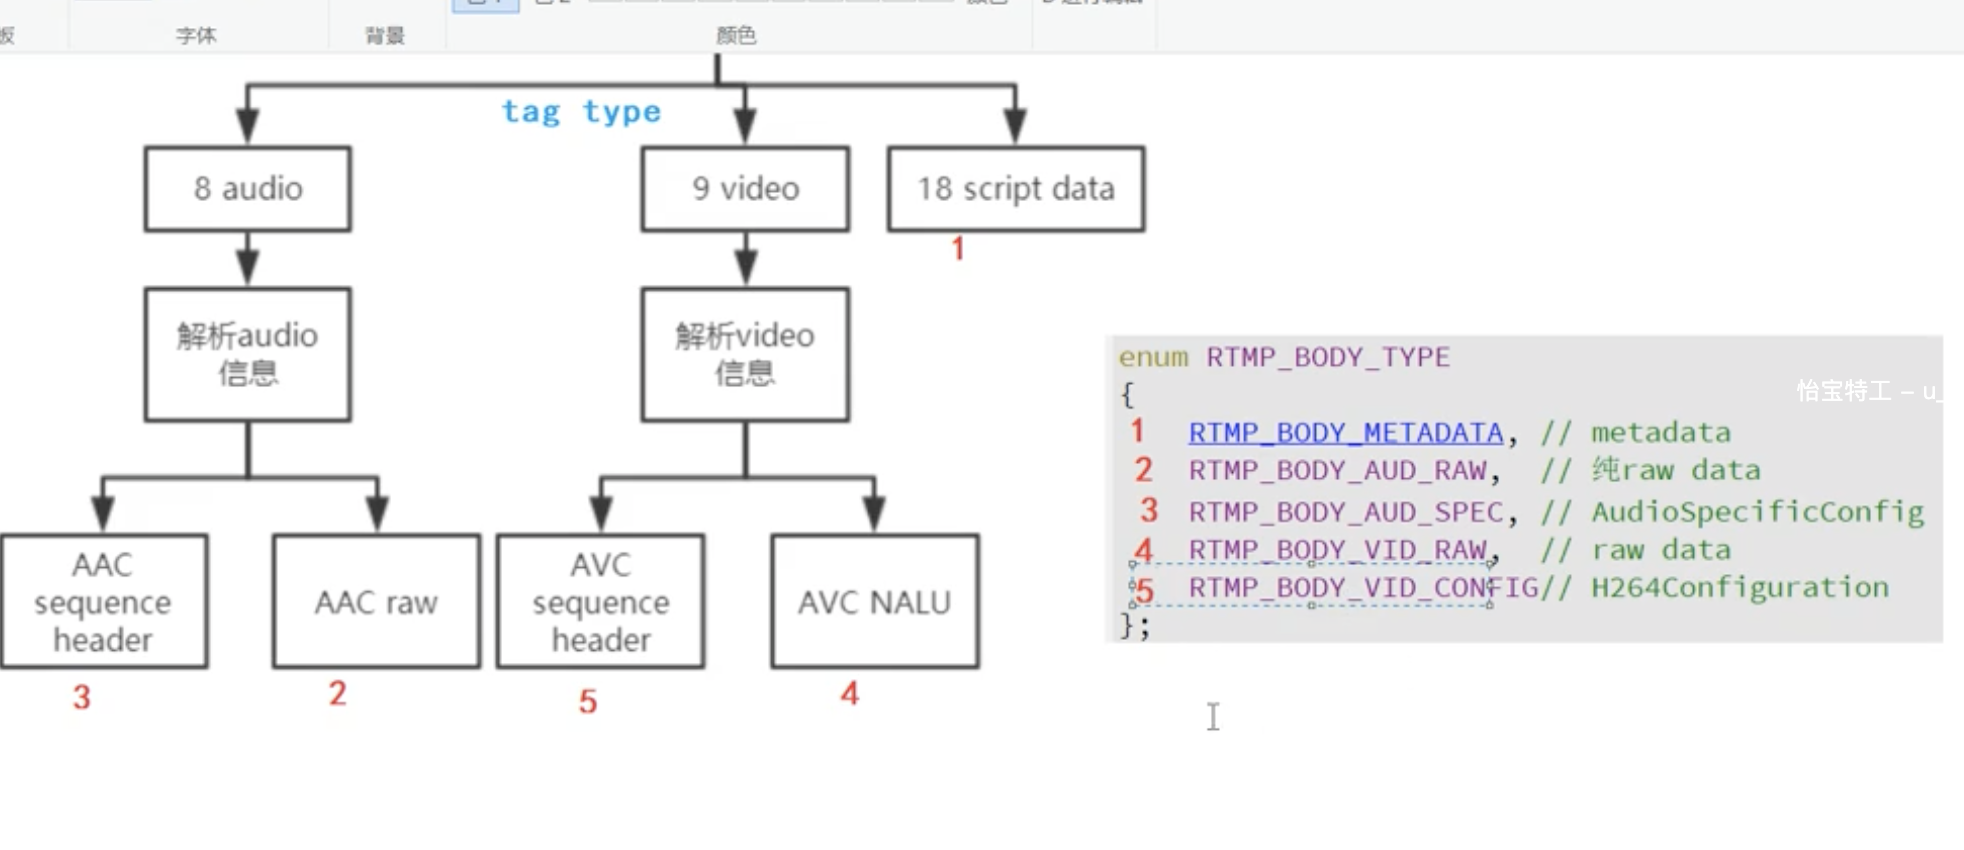 板
字体
背景
颜色
tag type
8 audio
9 video
18 script data
1
解析audio
信息
解析video
信息
AAC
sequence
header
AAC raw
AVC
sequence
header
AVC NALU
3
2
5
4
enum RTMP_BODY_TYPE
{
怡宝特工 - u_
1 RTMP_BODY_METADATA, // metadata
2 RTMP_BODY_AUD_RAW, // 纯raw data
3 RTMP_BODY_AUD_SPEC, // AudioSpecificConfig
4 RTMP_BODY_VID_RAW, // raw data
5 RTMP_BODY_VID_CONFIG// H264Configuration
};